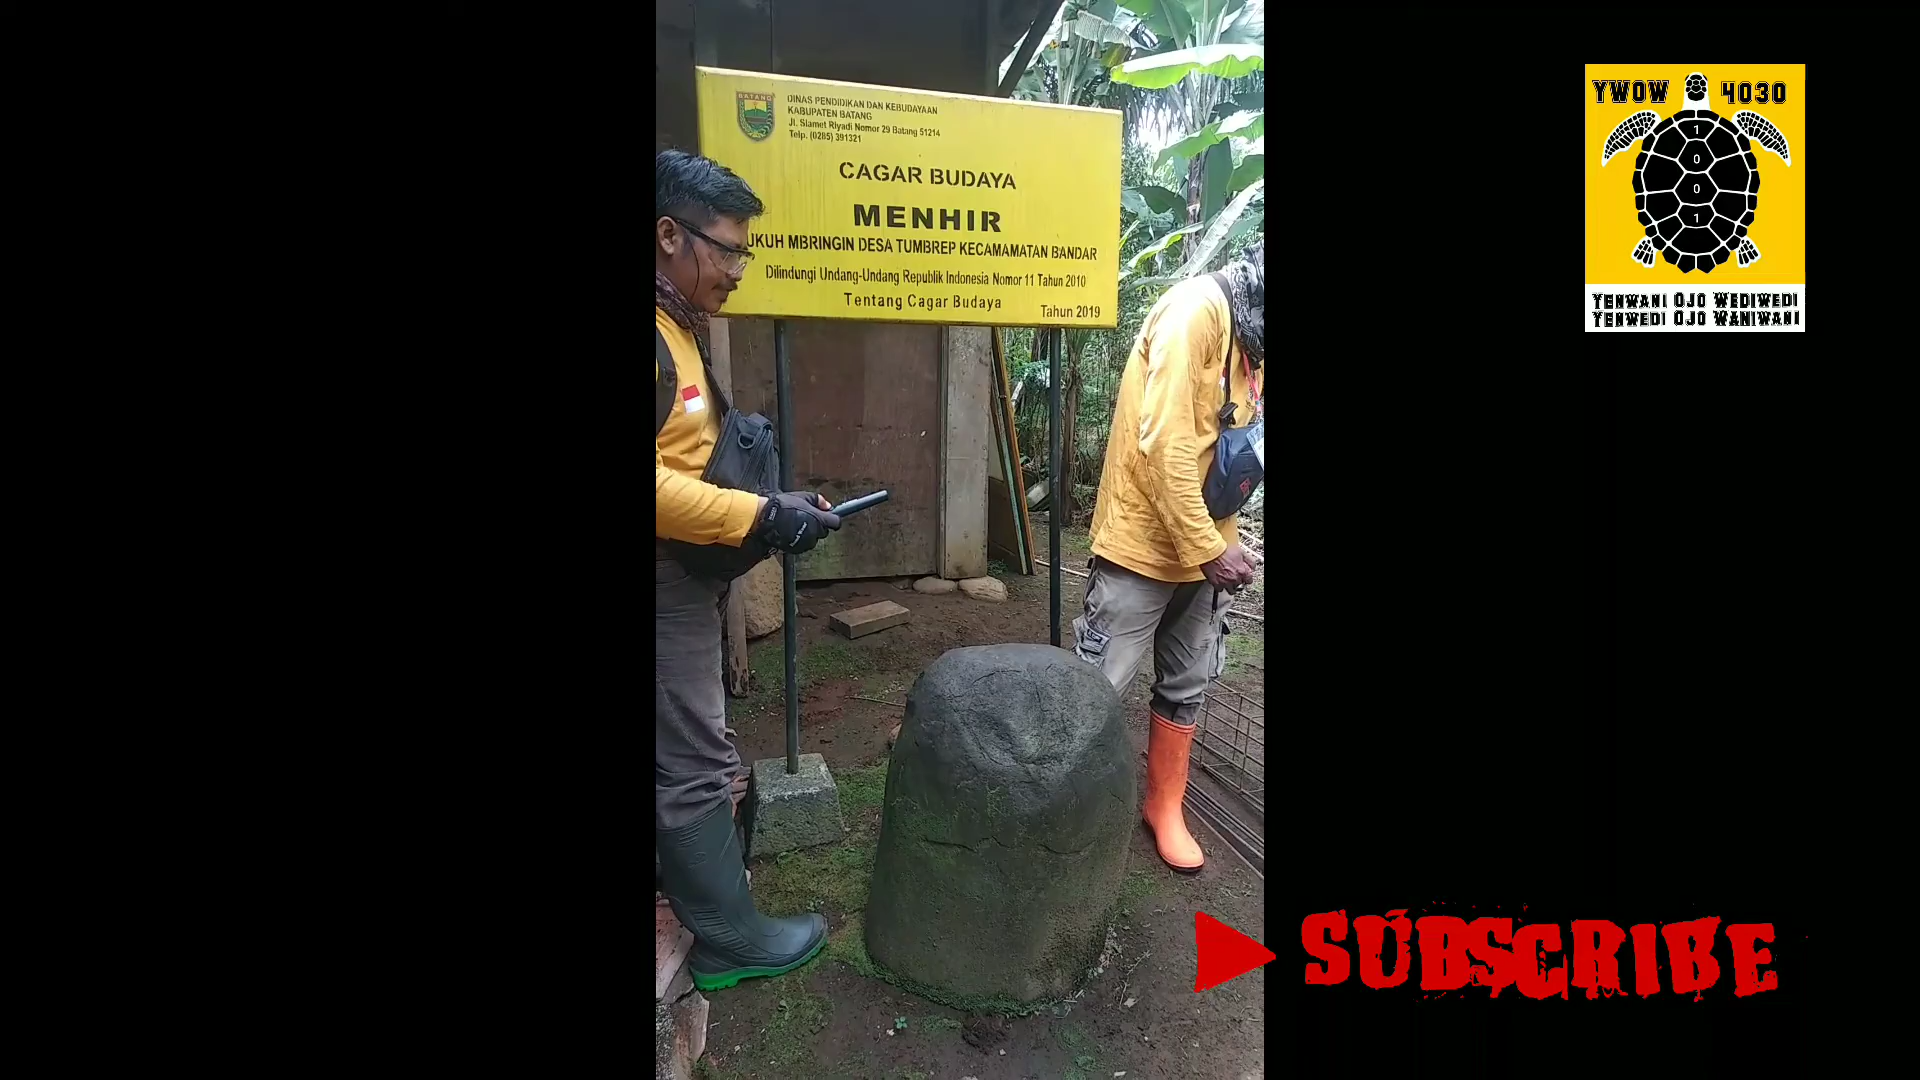 BATANG
DINAS PENDIDIKAN DAN KEBUDAYAAN
KABUPATEN BATANG
Jl. Slamet Riyadi Nomor 29 Batang 51214
Telp. (0285) 391321
CAGAR BUDAYA
MENHIR
UKUH MBRINGIN DESA TUMBREP KECAMAMATAN BANDAR
Dilindungi Undang-Undang Republik Indonesia Nomor 11 Tahun 2010
Tentang Cagar Budaya
Tahun 2019
YWOW 4030
1
0
0
1
YENWANI OJO WEDIWEDI
YENWEDI OJO WANIWANI
SUBSCRIBE